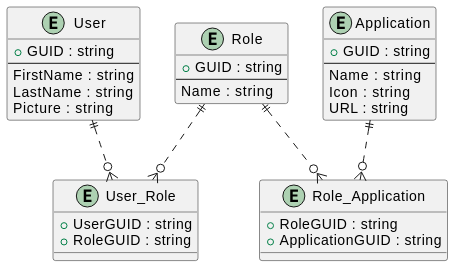 E User
GUID : string
FirstName : string
LastName : string
Picture : string
E Role
GUID : string
Name : string
E Application
GUID : string
Name : string
Icon : string
URL : string
E User_Role
UserGUID : string
RoleGUID : string
E Role_Application
RoleGUID : string
ApplicationGUID : string